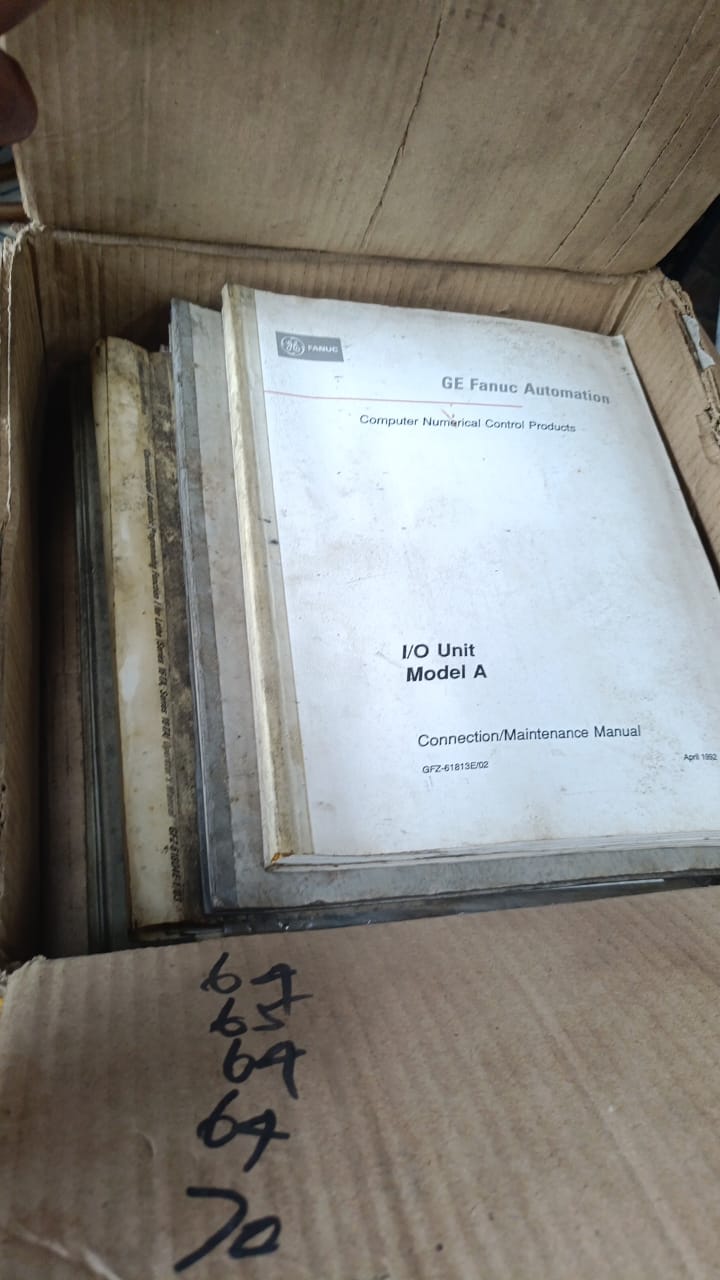 GE FANUC
GE Fanuc Automation
Computer Numerical Control Products
I/O Unit
Model A
Connection/Maintenance Manual
GFZ-61813E/02
April 1992
64
65
64
64
70